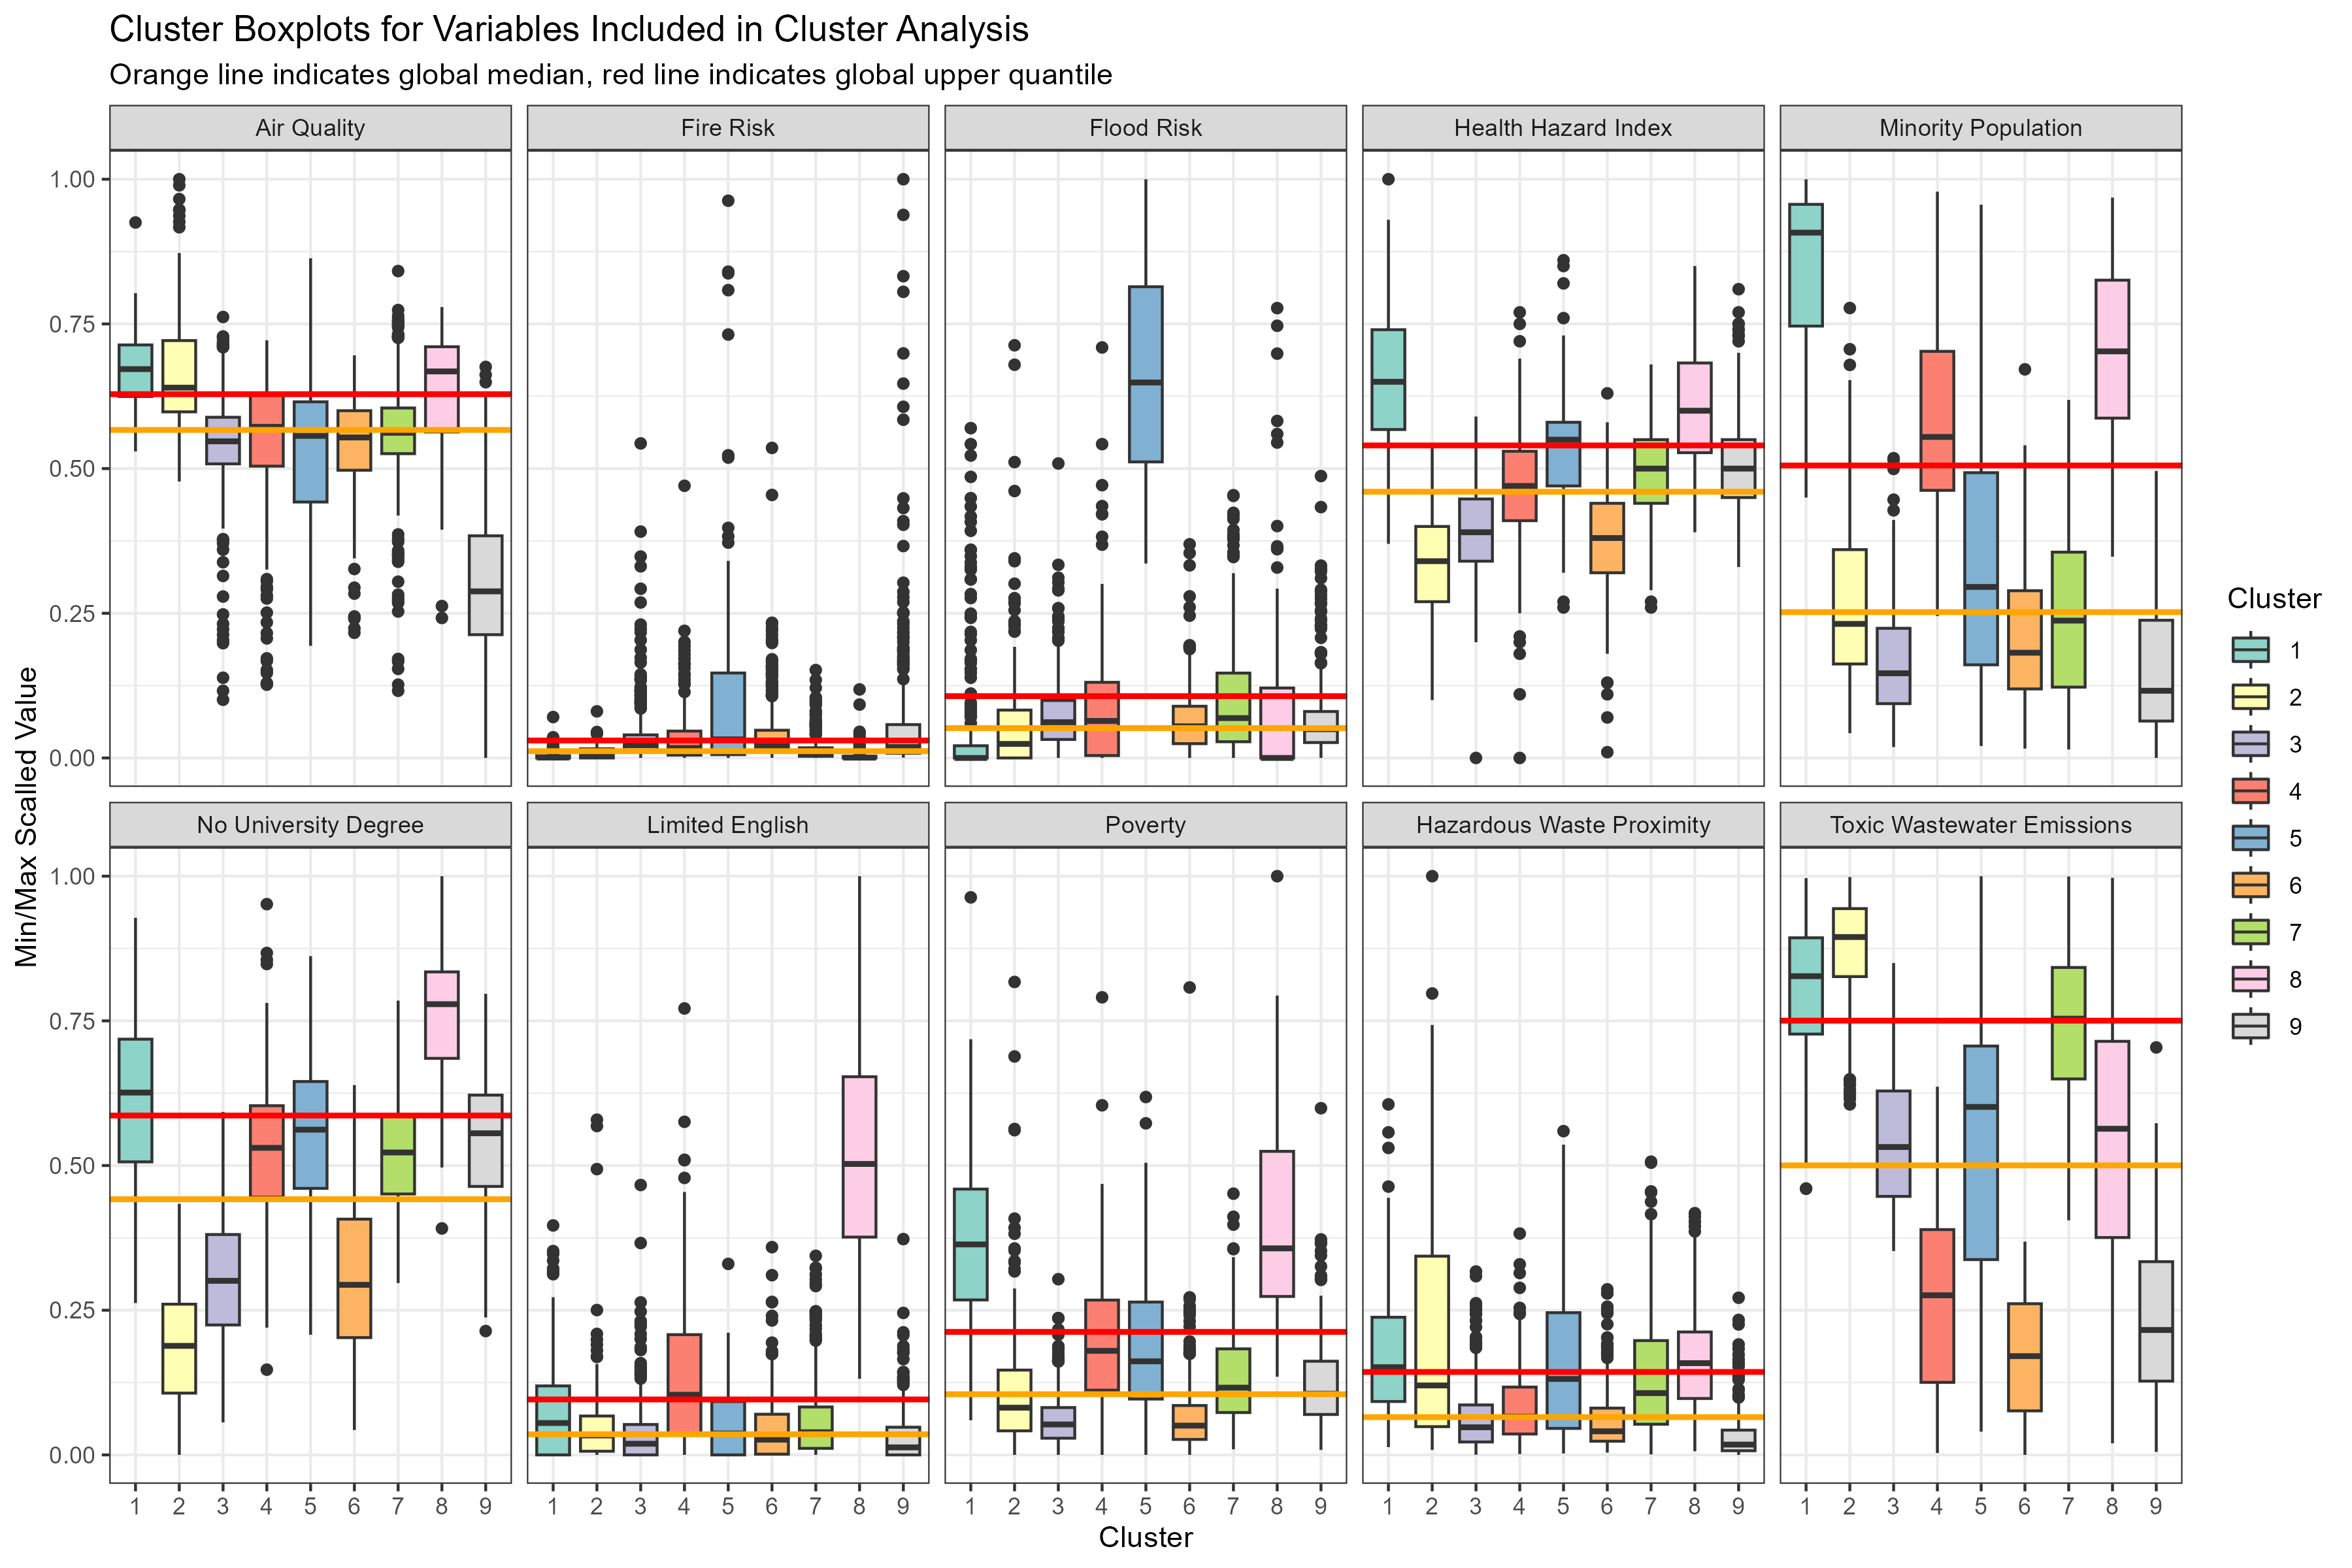 Cluster Boxplots for Variables Included in Cluster Analysis
Orange line indicates global median, red line indicates global upper quantile
Air Quality
Fire Risk
Flood Risk
Health Hazard Index
Minority Population
1.00
0.75
0.50
0.25
0.00
No University Degree
Limited English
Poverty
Hazardous Waste Proximity
Toxic Wastewater Emissions
1.00
0.75
0.50
0.25
0.00
1 2 3 4 5 6 7 8 9
1 2 3 4 5 6 7 8 9
1 2 3 4 5 6 7 8 9
1 2 3 4 5 6 7 8 9
1 2 3 4 5 6 7 8 9
Min/Max Scalled Value
Cluster
Cluster
1
2
3
4
5
6
7
8
9